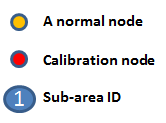 A normal node
Calibration node
1 Sub-area ID